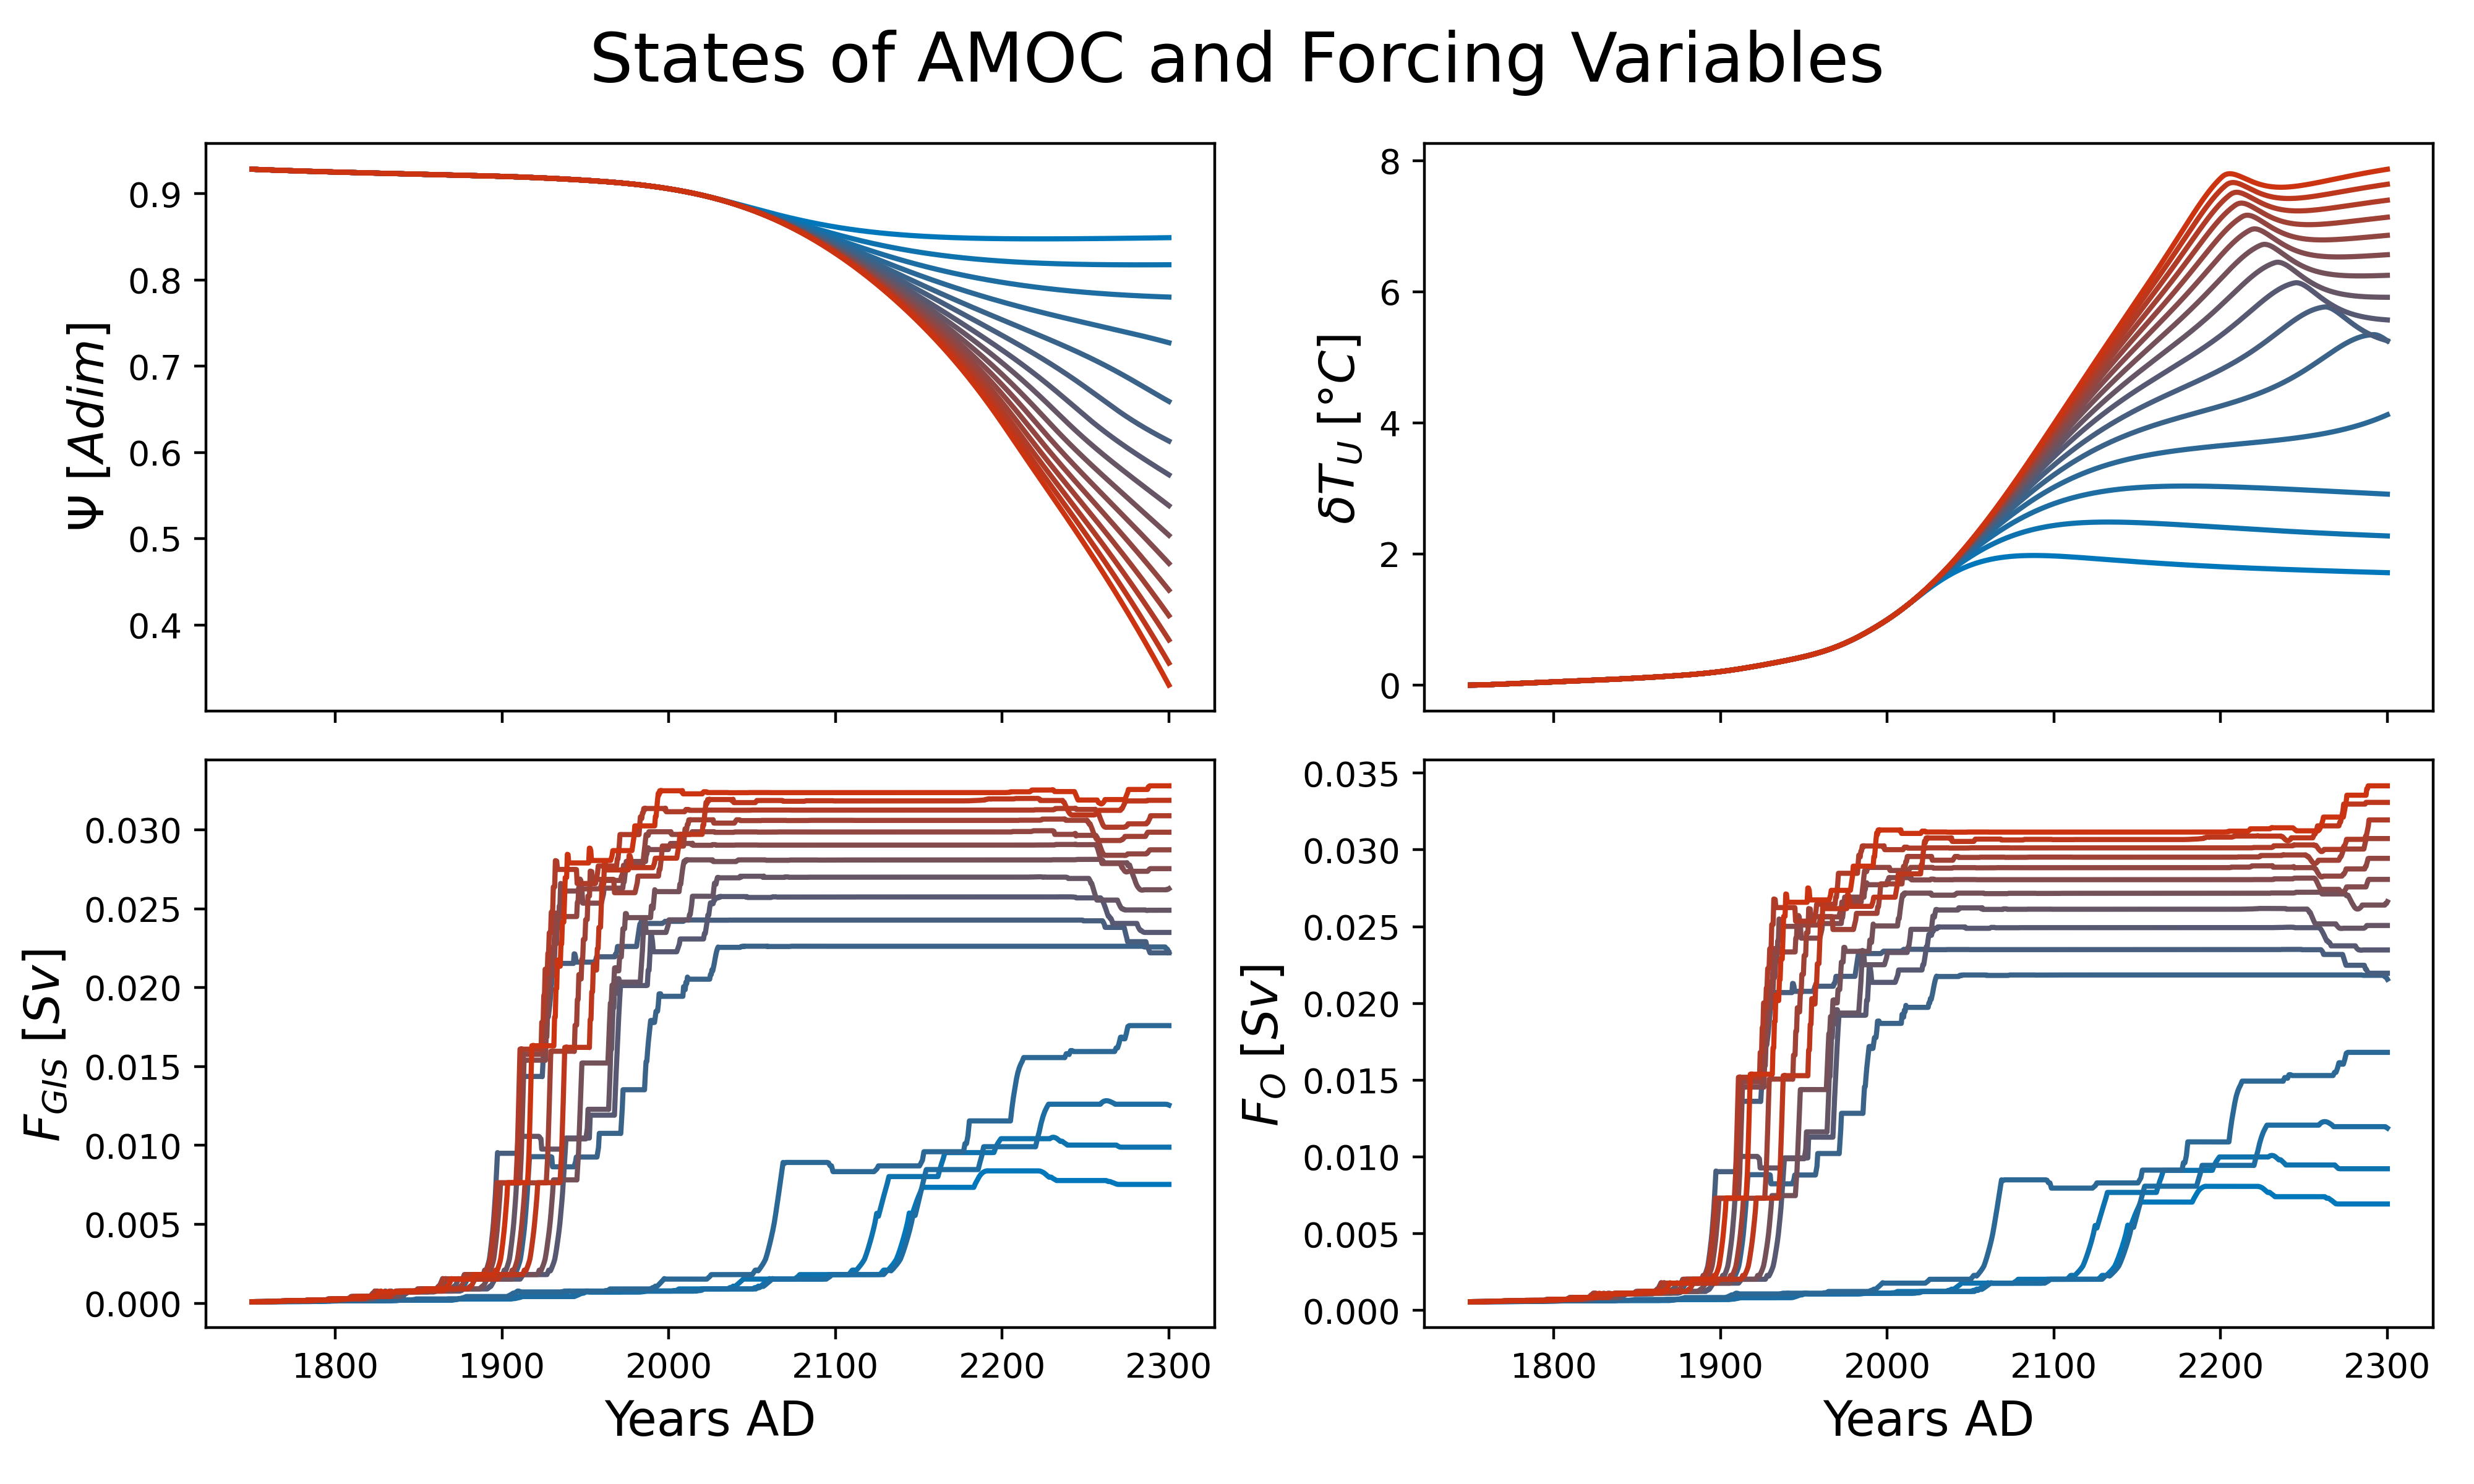 States of AMOC and Forcing Variables
Ψ [Adim]
0.9
0.8
0.7
0.6
0.5
0.4
δT_U [°C]
8
6
4
2
0
F_GIS [Sv]
0.030
0.025
0.020
0.015
0.010
0.005
0.000
1800 1900 2000 2100 2200 2300
Years AD
F_O [Sv]
0.035
0.030
0.025
0.020
0.015
0.010
0.005
0.000
1800 1900 2000 2100 2200 2300
Years AD